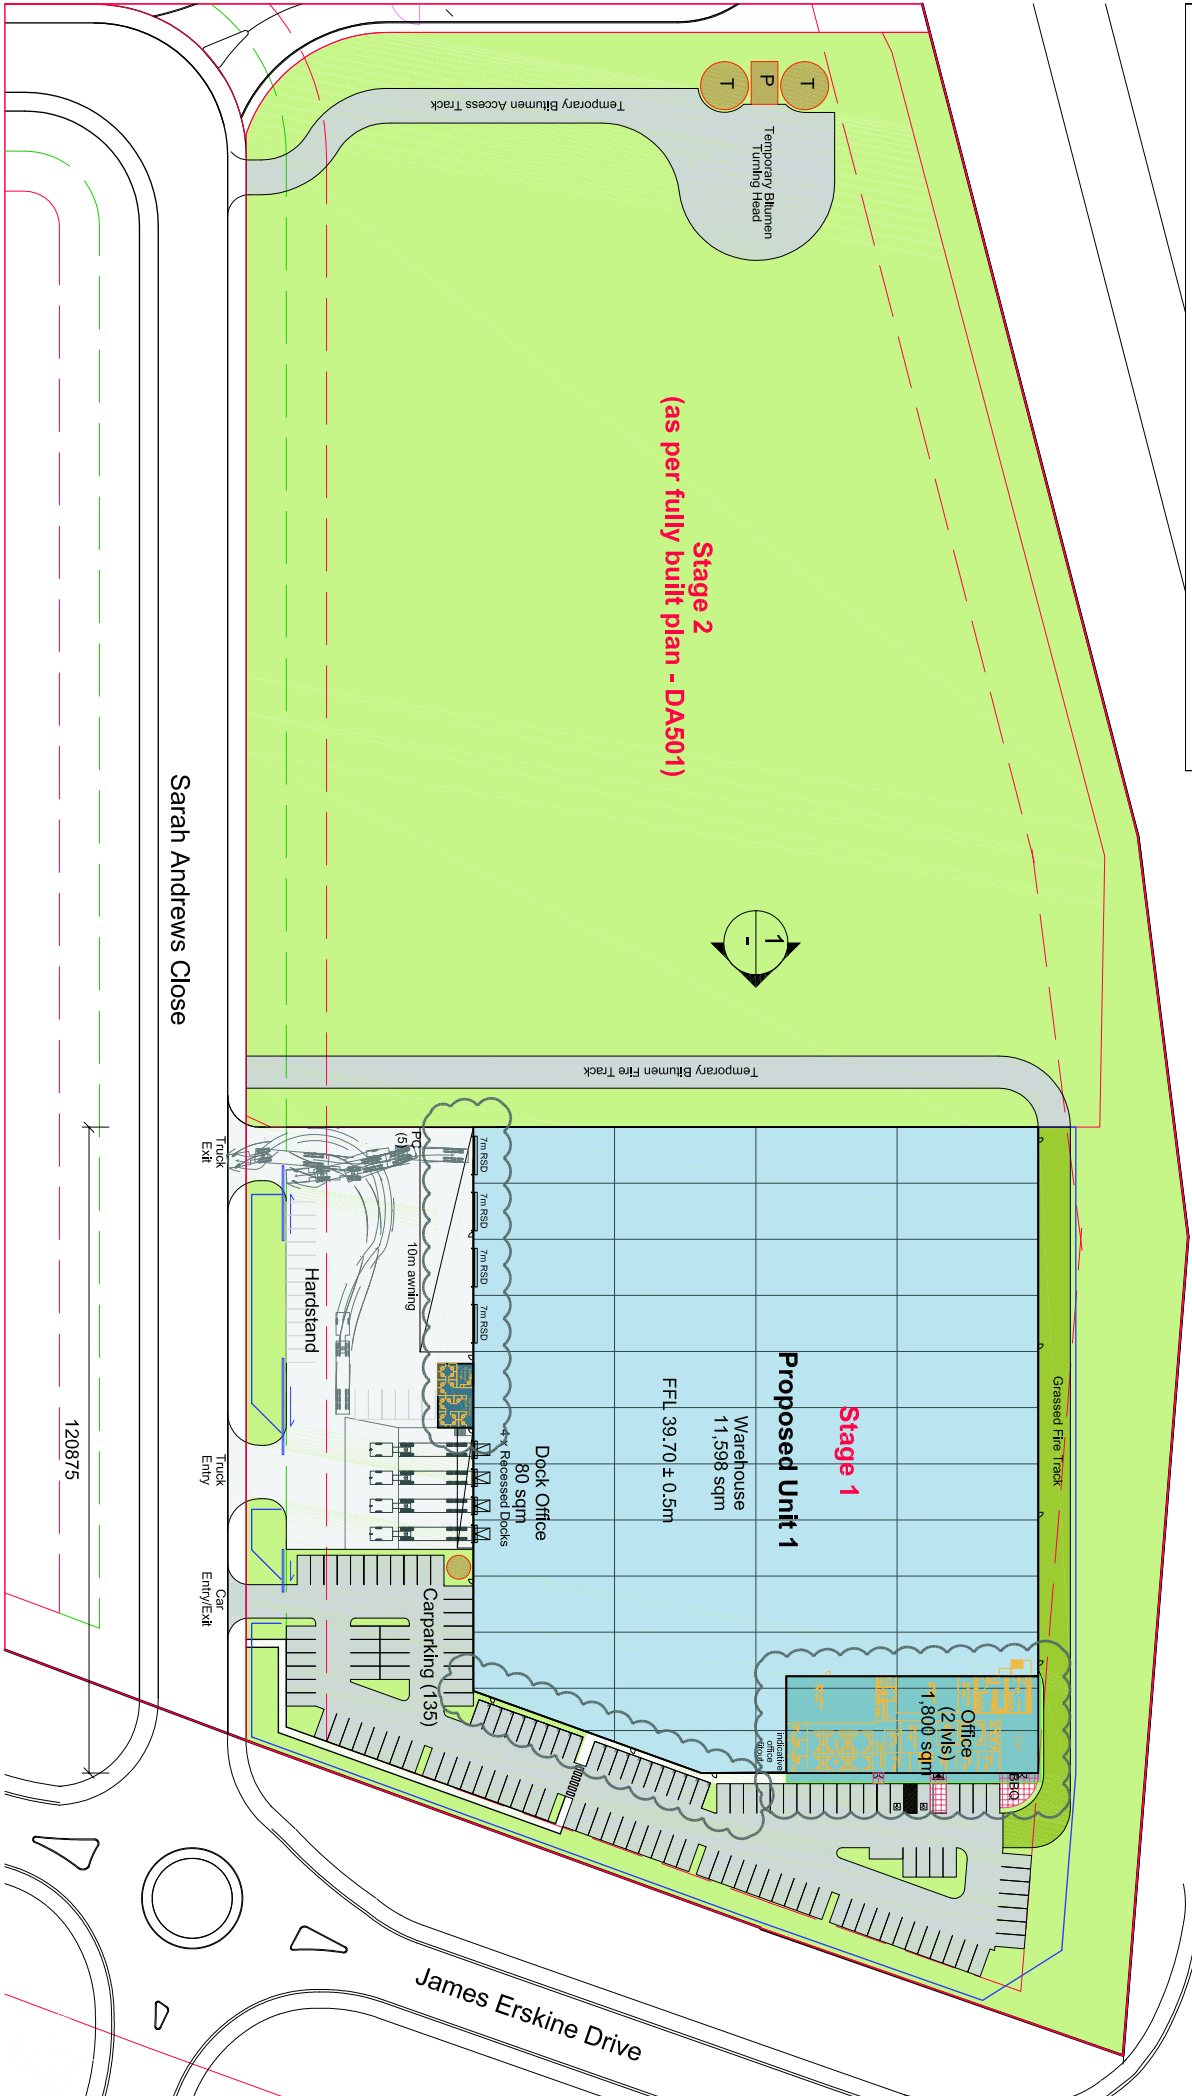 T
P
T
Temporary Bitumen Access Track
Temporary Bitumen
Turning Head
Stage 2
(as per fully built plan - DA501)
1
-
Sarah Andrews Close
Temporary Bitumen Fire Track
Truck
Exit
PC
(5)
7m RSD
7m RSD
7m RSD
7m RSD
10m awning
Hardstand
Grassed Fire Track
Stage 1
Proposed Unit 1
Warehouse
11,598 sqm
FFL 39.70 ± 0.5m
Dock Office
80 sqm
4 x Recessed Docks
120875
Truck
Entry
Car
Entry/Exit
Carparking (135)
Office
(2 lvls)
1,800 sqm
indicative
office
BBQ
James Erskine Drive